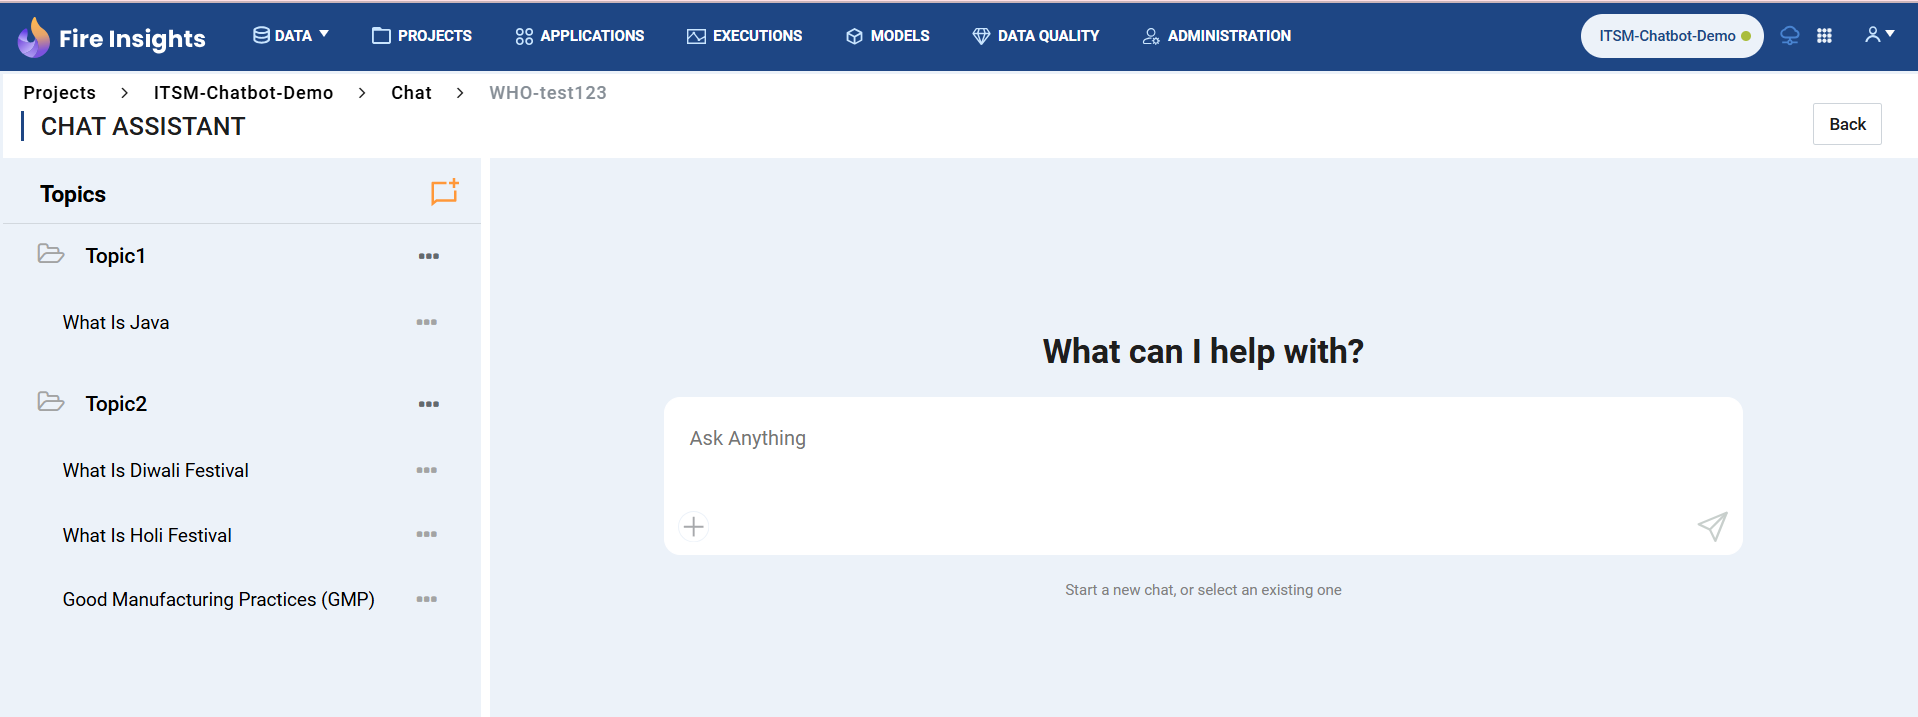 Fire Insights DATA PROJECTS APPLICATIONS EXECUTIONS MODELS DATA QUALITY ADMINISTRATION ITSM-Chatbot-Demo
Projects > ITSM-Chatbot-Demo > Chat > WHO-test123
CHAT ASSISTANT
Back
Topics
Topic1
What Is Java
Topic2
What Is Diwali Festival
What Is Holi Festival
Good Manufacturing Practices (GMP)
What can I help with?
Ask Anything
Start a new chat, or select an existing one